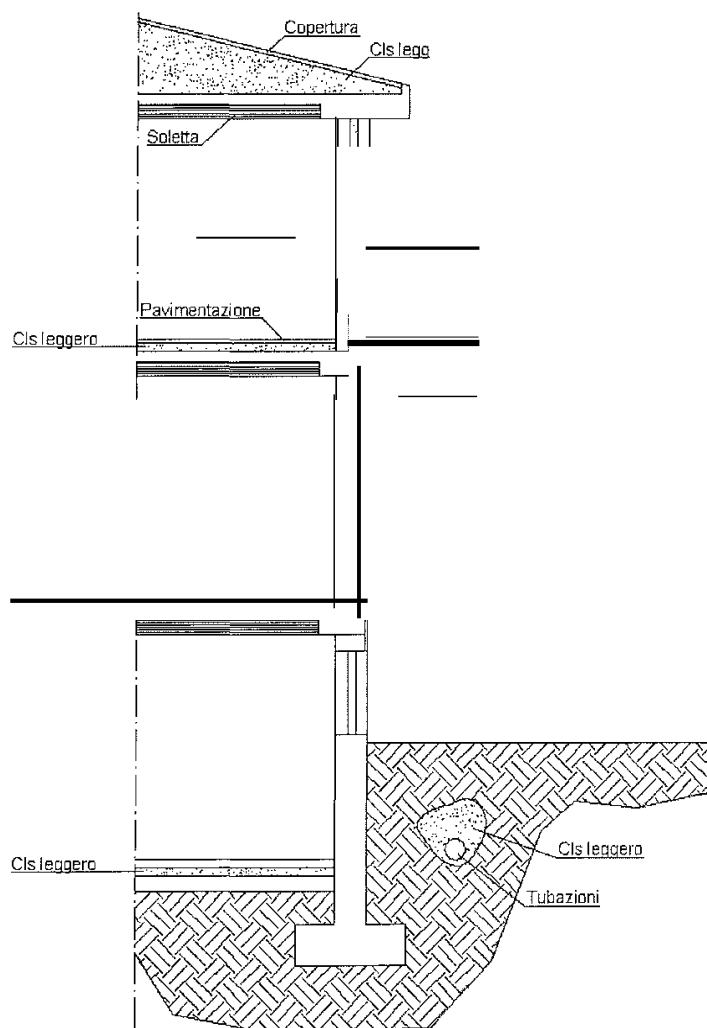 Copertura
Cls legg
Soletta
Pavimentazione
Cls leggero
Cls leggero
Cls leggero
Tubazioni